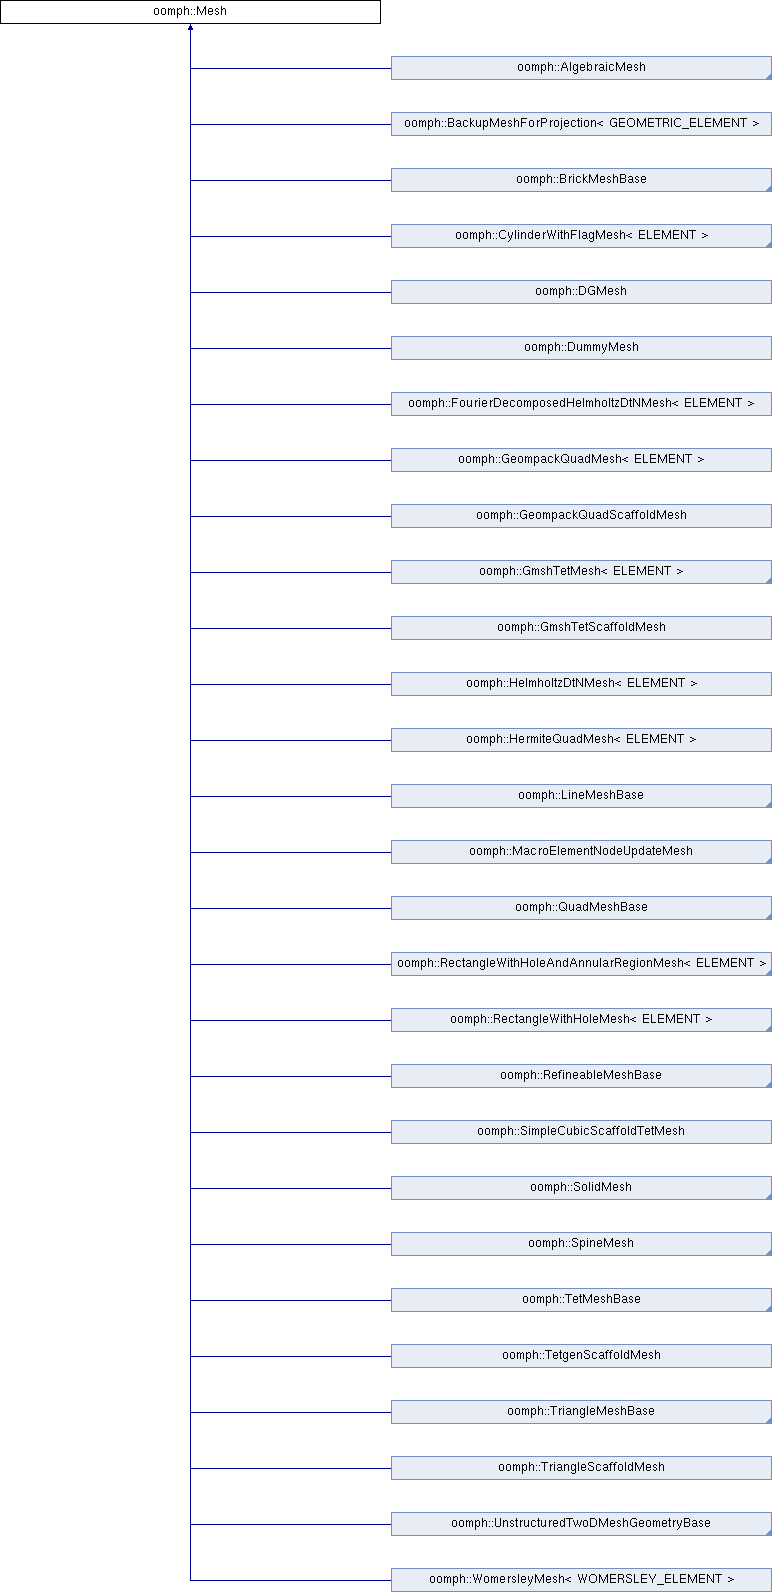 oomph::Mesh
oomph::AlgebraicMesh
oomph::BackupMeshForProjection< GEOMETRIC_ELEMENT >
oomph::BrickMeshBase
oomph::CylinderWithFlagMesh< ELEMENT >
oomph::DGMesh
oomph::DummyMesh
oomph::FourierDecomposedHelmholtzDtNMesh< ELEMENT >
oomph::GeompackQuadMesh< ELEMENT >
oomph::GeompackQuadScaffoldMesh
oomph::GmshTetMesh< ELEMENT >
oomph::GmshTetScaffoldMesh
oomph::HelmholtzDtNMesh< ELEMENT >
oomph::HermiteQuadMesh< ELEMENT >
oomph::LineMeshBase
oomph::MacroElementNodeUpdateMesh
oomph::QuadMeshBase
oomph::RectangleWithHoleAndAnnularRegionMesh< ELEMENT >
oomph::RectangleWithHoleMesh< ELEMENT >
oomph::RefineableMeshBase
oomph::SimpleCubicScaffoldTetMesh
oomph::SolidMesh
oomph::SpineMesh
oomph::TetMeshBase
oomph::TetgenScaffoldMesh
oomph::TriangleMeshBase
oomph::TriangleScaffoldMesh
oomph::UnstructuredTwoDMeshGeometryBase
oomph::WomersleyMesh< WOMERSLEY_ELEMENT >